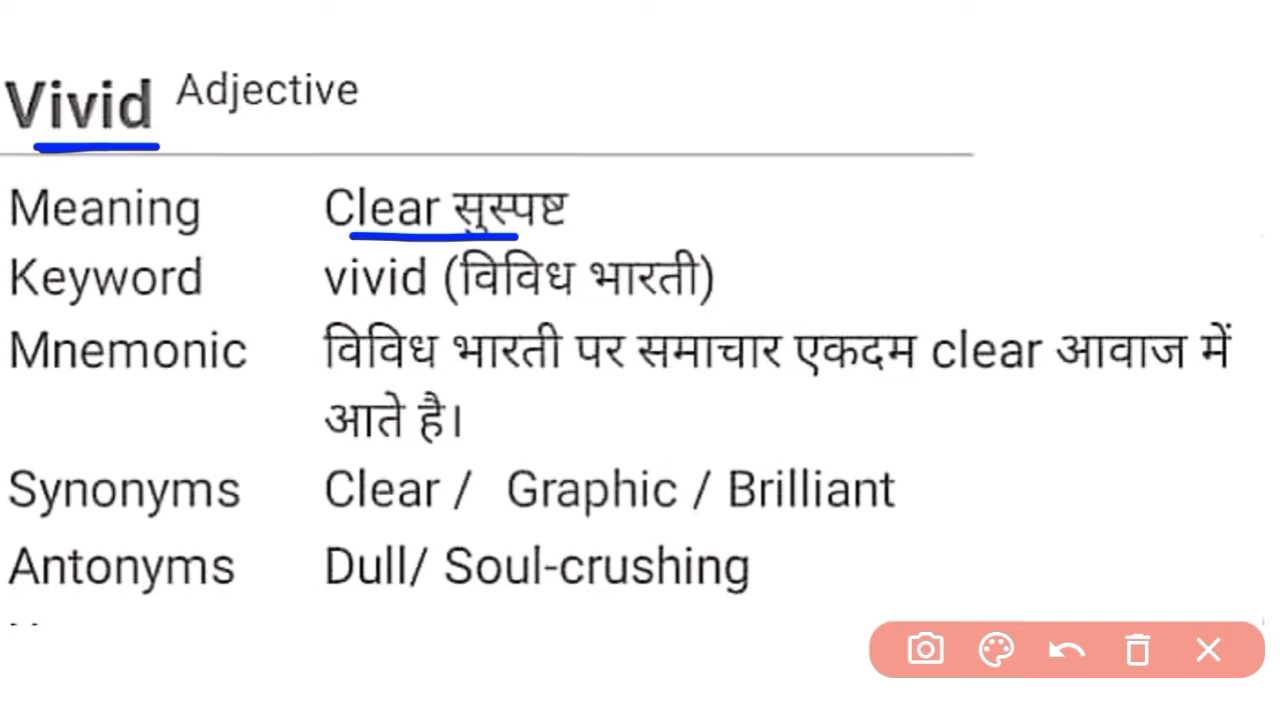 Vivid Adjective
Meaning Clear सुस्पष्ट
Keyword vivid (विविध भारती)
Mnemonic विविध भारती पर समाचार एकदम clear आवाज में
आते है।
Synonyms Clear / Graphic / Brilliant
Antonyms Dull/ Soul-crushing